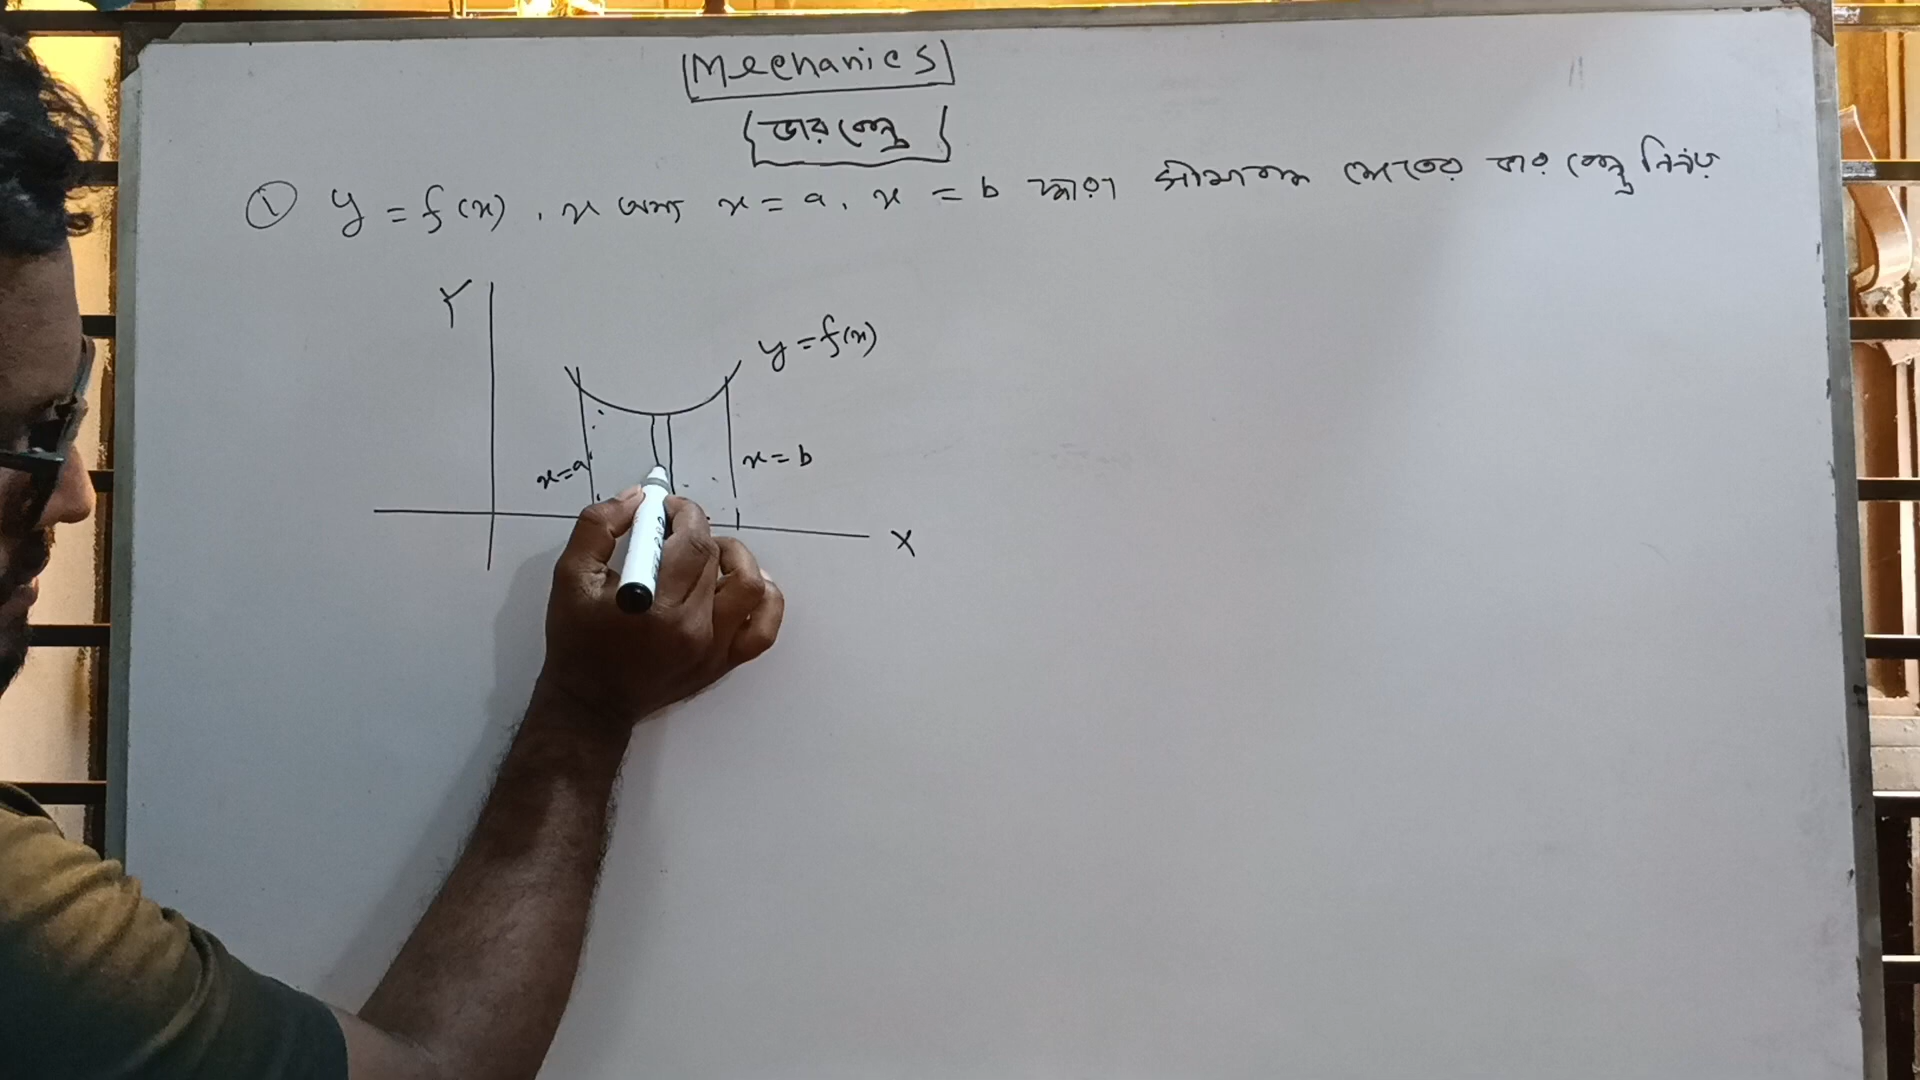 Mechanics
ভারকেন্দ্র
① y = f(x), x অক্ষ x = a, x = b দ্বারা সীমাবদ্ধ ক্ষেত্রের ভারকেন্দ্র নির্ণয়
Y
y = f(x)
x = a
x = b
X